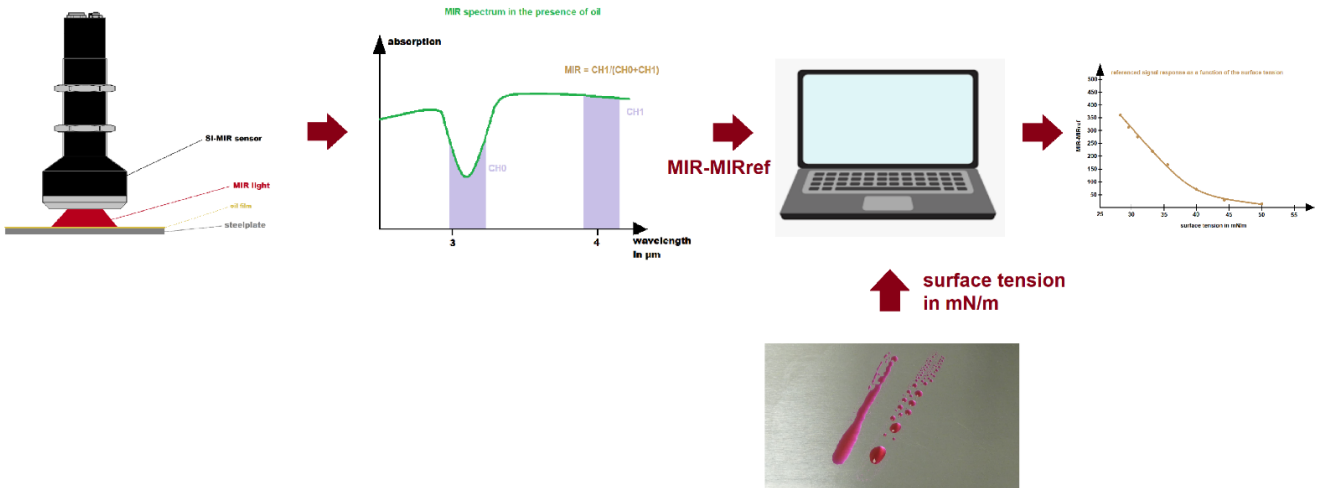 SI-MIR sensor
MIR light
oil film
steelplate
MIR spectrum in the presence of oil
absorption
MIR = CH1/(CH0+CH1)
CH1
CH0
3
4
wavelength
in µm
MIR-MIRref
surface tension
in mN/m
referenced signal response as a function of the surface tension
MIR-MIRref
500
450
400
350
300
250
200
150
100
50
25
30
35
40
45
50
55
surface tension in mN/m